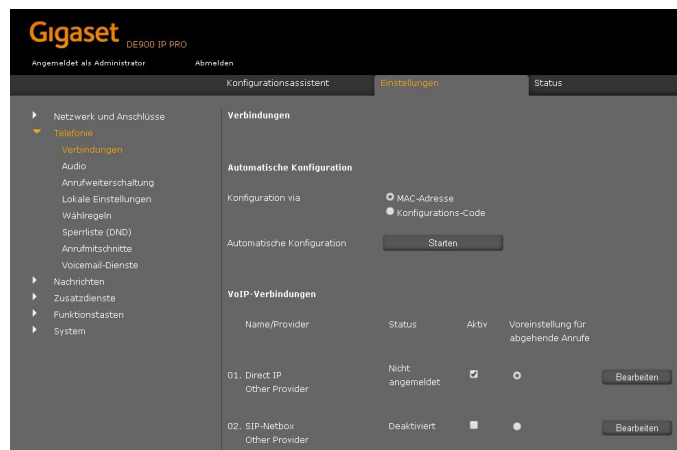 Gigaset DE900 IP PRO
Angemeldet als Administrator Abmelden
Konfigurationsassistent Einstellungen Status
Netzwerk und Anschlüsse
Telefonie
Verbindungen
Audio
Anrufweiterschaltung
Lokale Einstellungen
Wählregeln
Sperrliste (DND)
Anrufmitschnitte
Voicemail-Dienste
Nachrichten
Zusatzdienste
Funktionstasten
System
Verbindungen
Automatische Konfiguration
Konfiguration via MAC-Adresse
Konfigurations-Code
Automatische Konfiguration Starten
VoIP-Verbindungen
Name/Provider Status Aktiv Voreinstellung für
abgehende Anrufe
01. Direct IP Nicht
angemeldet Bearbeiten
Other Provider
02. SIP-Netbox Deaktiviert Bearbeiten
Other Provider